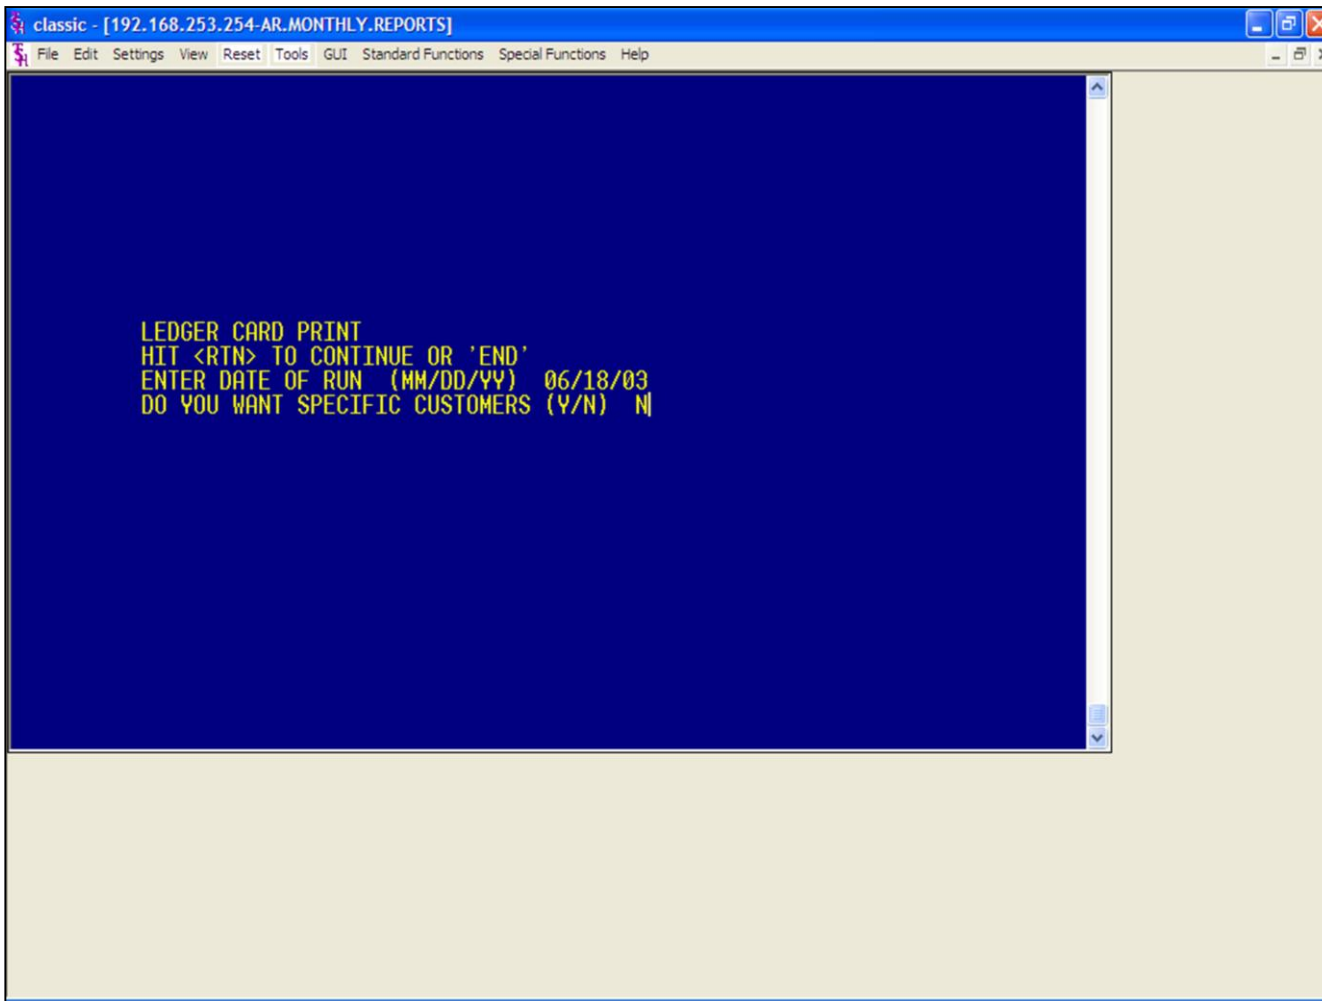 classic - [192.168.253.254-AR.MONTHLY.REPORTS]
File Edit Settings View Reset Tools GUI Standard Functions Special Functions Help
LEDGER CARD PRINT
HIT <RTN> TO CONTINUE OR 'END'
ENTER DATE OF RUN (MM/DD/YY) 06/18/03
DO YOU WANT SPECIFIC CUSTOMERS (Y/N) N